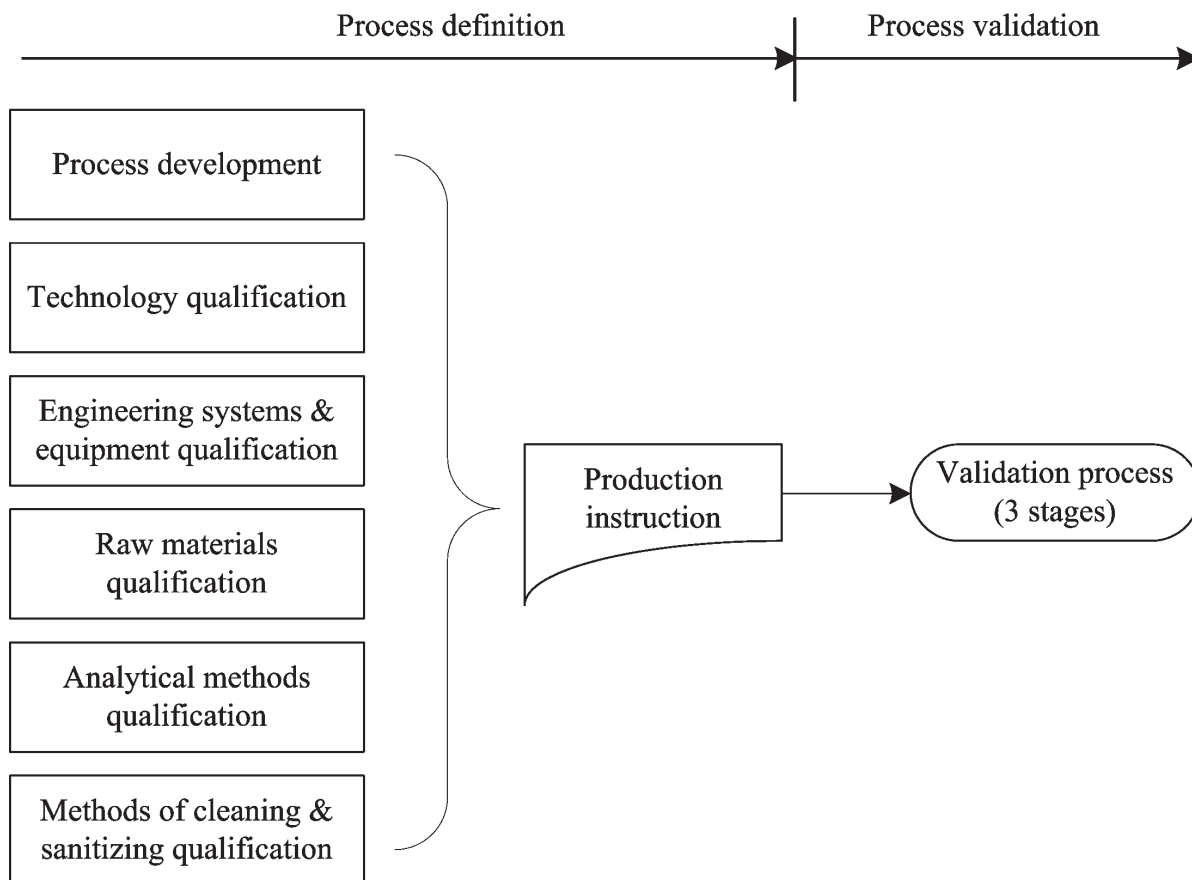 Process definition
Process validation
Process development
Technology qualification
Engineering systems &
equipment qualification
Raw materials
qualification
Analytical methods
qualification
Methods of cleaning &
sanitizing qualification
Production
instruction
Validation process
(3 stages)